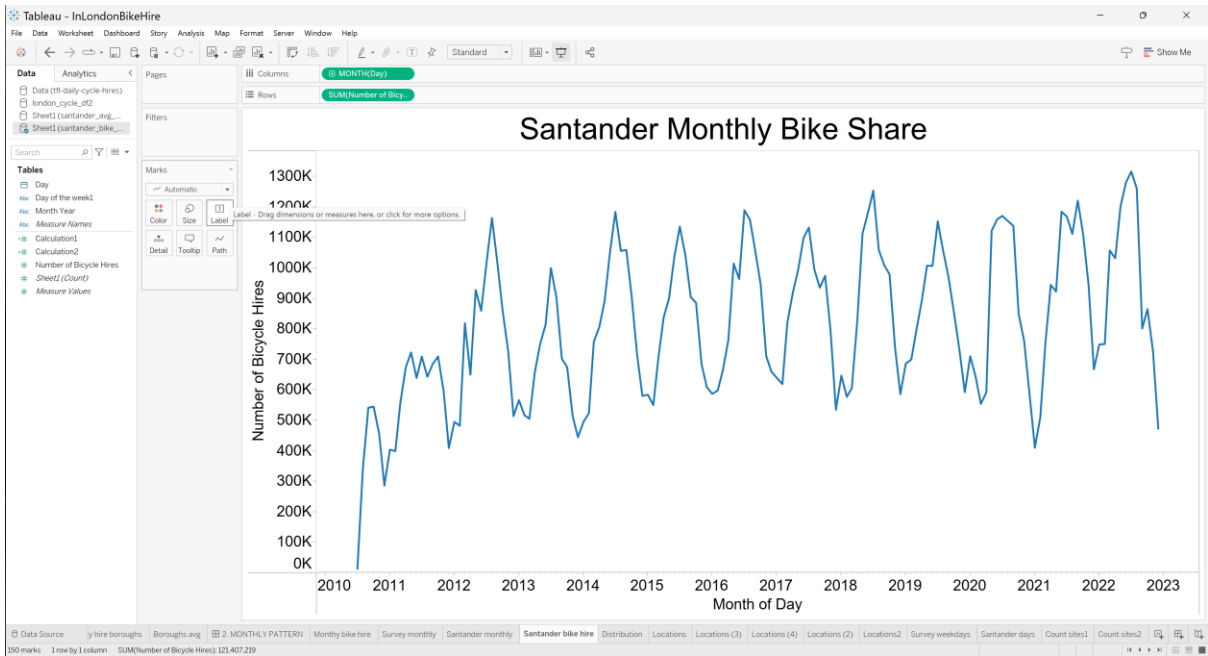 Tableau - InLondonBikeHire
File Data Worksheet Dashboard Story Analysis Map Format Server Window Help
Standard
Show Me
Data Analytics
Data (tfl-daily-cycle-hires)
london_cycle_df2
Sheet1 (santander_avg_...
Sheet1 (santander_bike_...
Search
Tables
Day
Abc Day of the week1
Abc Month Year
Abc Measure Names
Calculation1
Calculation2
Number of Bicycle Hires
Sheet1 (Count)
Measure Values
Pages
Filters
Marks
Automatic
Color Size Label
Detail Tooltip Path
Label - Drag dimensions or measures here, or click for more options.
Columns MONTH(Day)
Rows SUM(Number of Bicy..
Santander Monthly Bike Share
Number of Bicycle Hires
1300K
1200K
1100K
1000K
900K
800K
700K
600K
500K
400K
300K
200K
100K
0K
2010 2011 2012 2013 2014 2015 2016 2017 2018 2019 2020 2021 2022 2023
Month of Day
Data Source y hire boroughs Boroughs avg 2. MONTHLY PATTERN Monthy bike hire Survey monthly Santander monthly Santander bike hire Distribution Locations Locations (3) Locations (4) Locations (2) Locations2 Survey weekdays Santander days Count sites1 Count sites2
150 marks 1 row by 1 column SUM(Number of Bicycle Hires): 121,407,219